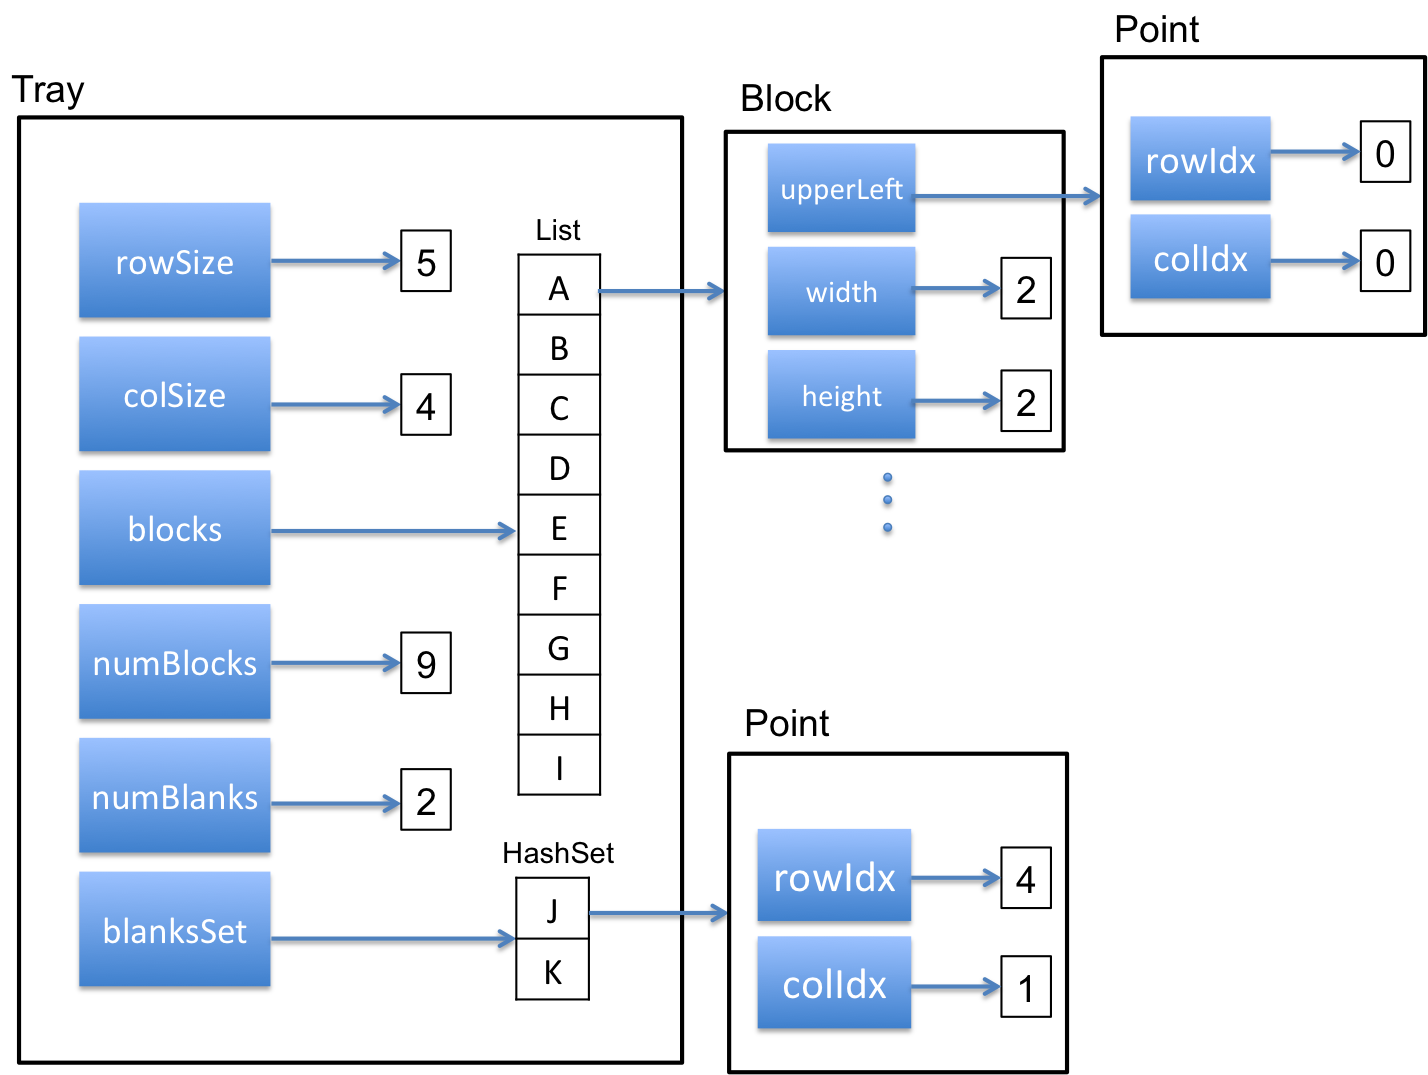 Tray
rowSize
5
colSize
4
blocks
numBlocks
9
numBlanks
2
blanksSet
List
A
B
C
D
E
F
G
H
I
HashSet
J
K
Block
upperLeft
width
2
height
2
Point
rowIdx
0
colIdx
0
Point
rowIdx
4
colIdx
1